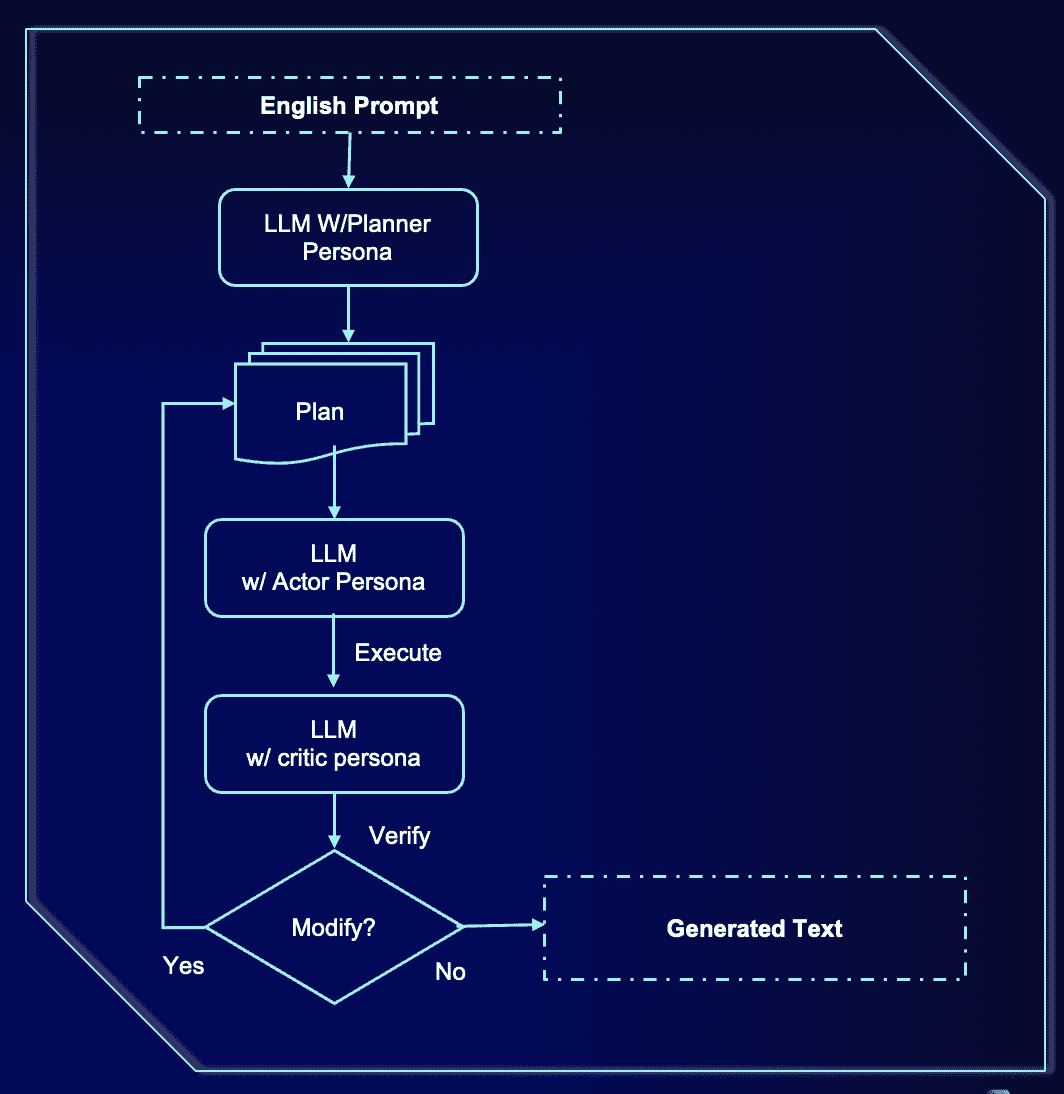 English Prompt
LLM W/Planner
Persona
Plan
LLM
w/ Actor Persona
Execute
LLM
w/ critic persona
Verify
Modify?
Generated Text
Yes
No